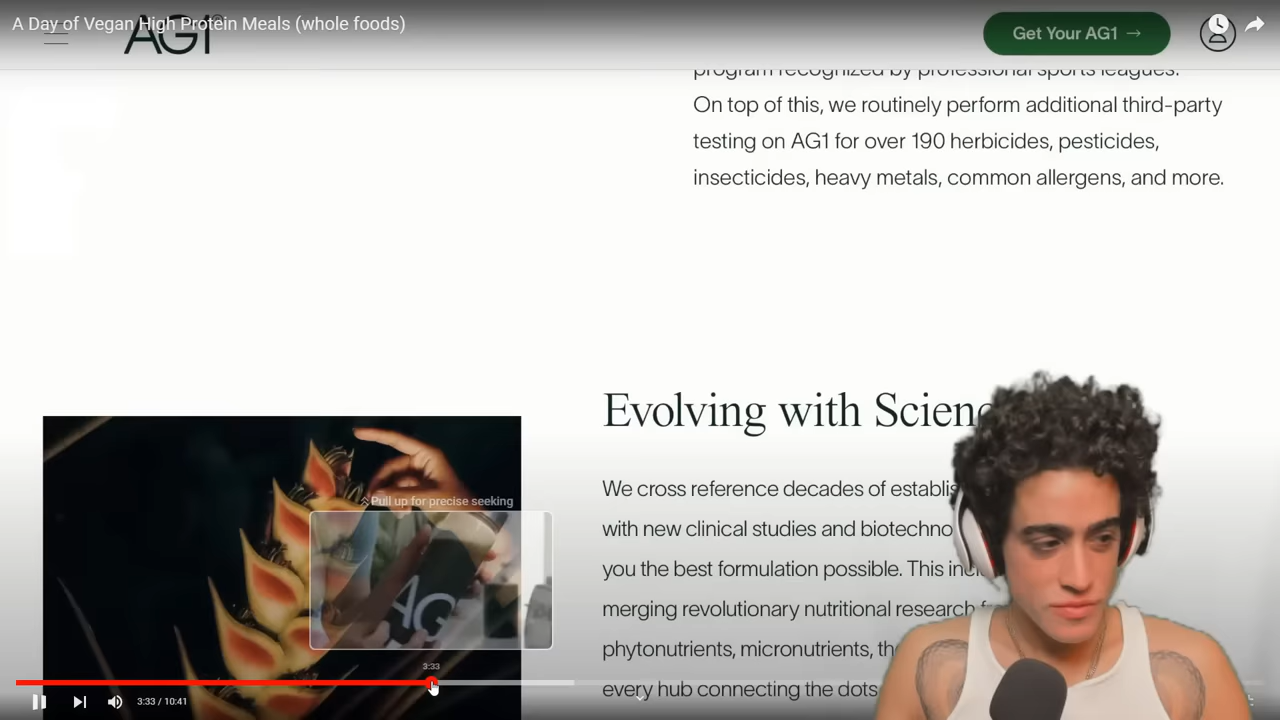 A Day of Vegan High Protein Meals (whole foods)
AG1
Get Your AG1 →
program recognized by professional sports leagues.
On top of this, we routinely perform additional third-party
testing on AG1 for over 190 herbicides, pesticides,
insecticides, heavy metals, common allergens, and more.
Evolving with Scienc
We cross reference decades of establis
with new clinical studies and biotechno
you the best formulation possible. This incl
merging revolutionary nutritional research f
phytonutrients, micronutrients, th
every hub connecting the dots
Pull up for precise seeking
AG
3:33
3:33 / 10:41